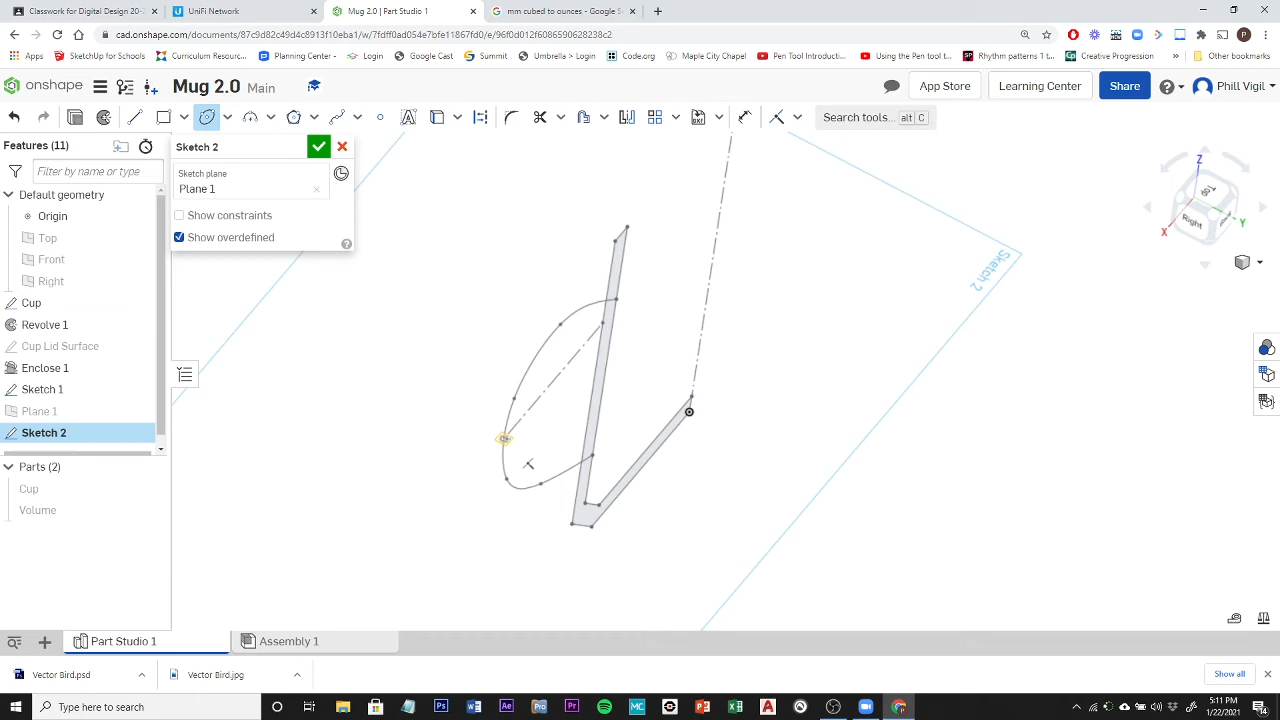 Classwork for Digital Design 20-2
UniFi Network
Mug 2.0 | Part Studio 1
mm cubed to ounces - Google Se
cad.onshape.com/documents/87c9d82c49d4c8913f10eba1/w/7fdff0ad054e7bfe11867fd2/e/96f0d012f6086590628238c2
Apps
SketchUp for Schools
Curriculum Resour...
Planning Center
Sim
Google Cast
Summit
Umbrella > Login
Code.org
Maple City Chapel
Pen Tool Introducti...
Using the Pen tool t...
Rhythm patterns 1 t...
Creative Progression
Other bookmarks
onshape
Mug 2.0 Main
App Store
Learning Center
Share
Phill Vigil
Search tools... alt C
Features (11)
Filter by name or type
Default geometry
Origin
Top
Front
Right
Cup
Revolve 1
Cup Lid Surface
Enclose 1
Sketch 1
Plane 1
Sketch 2
Parts (2)
Cup
Volume
Sketch 2
Sketch plane
Plane 1
Show constraints
Show overdefined
Sketch 2
Z
Y
X
Top
Right
Part Studio 1
Assembly 1
Vector Bird.psd
Vector Bird.jpg
Show all
Type here to search
5:11 PM
1/22/2021